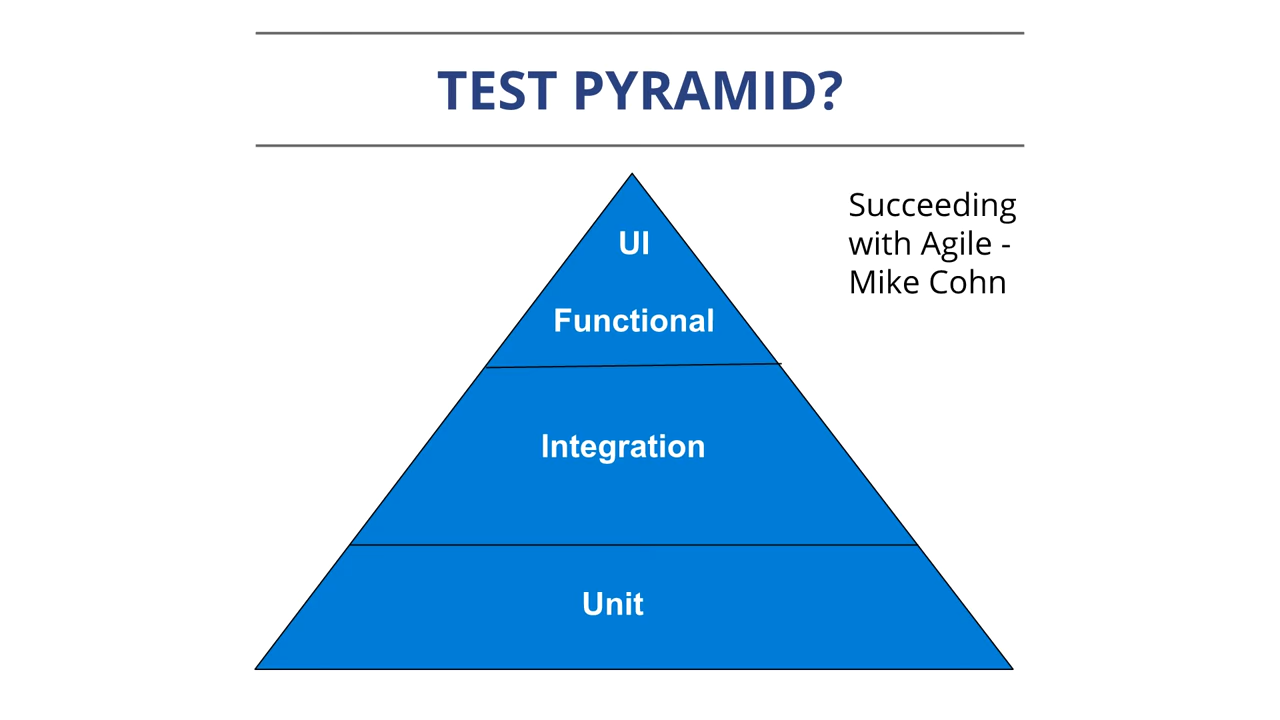 TEST PYRAMID?
Succeeding
with Agile -
Mike Cohn
UI
Functional
Integration
Unit